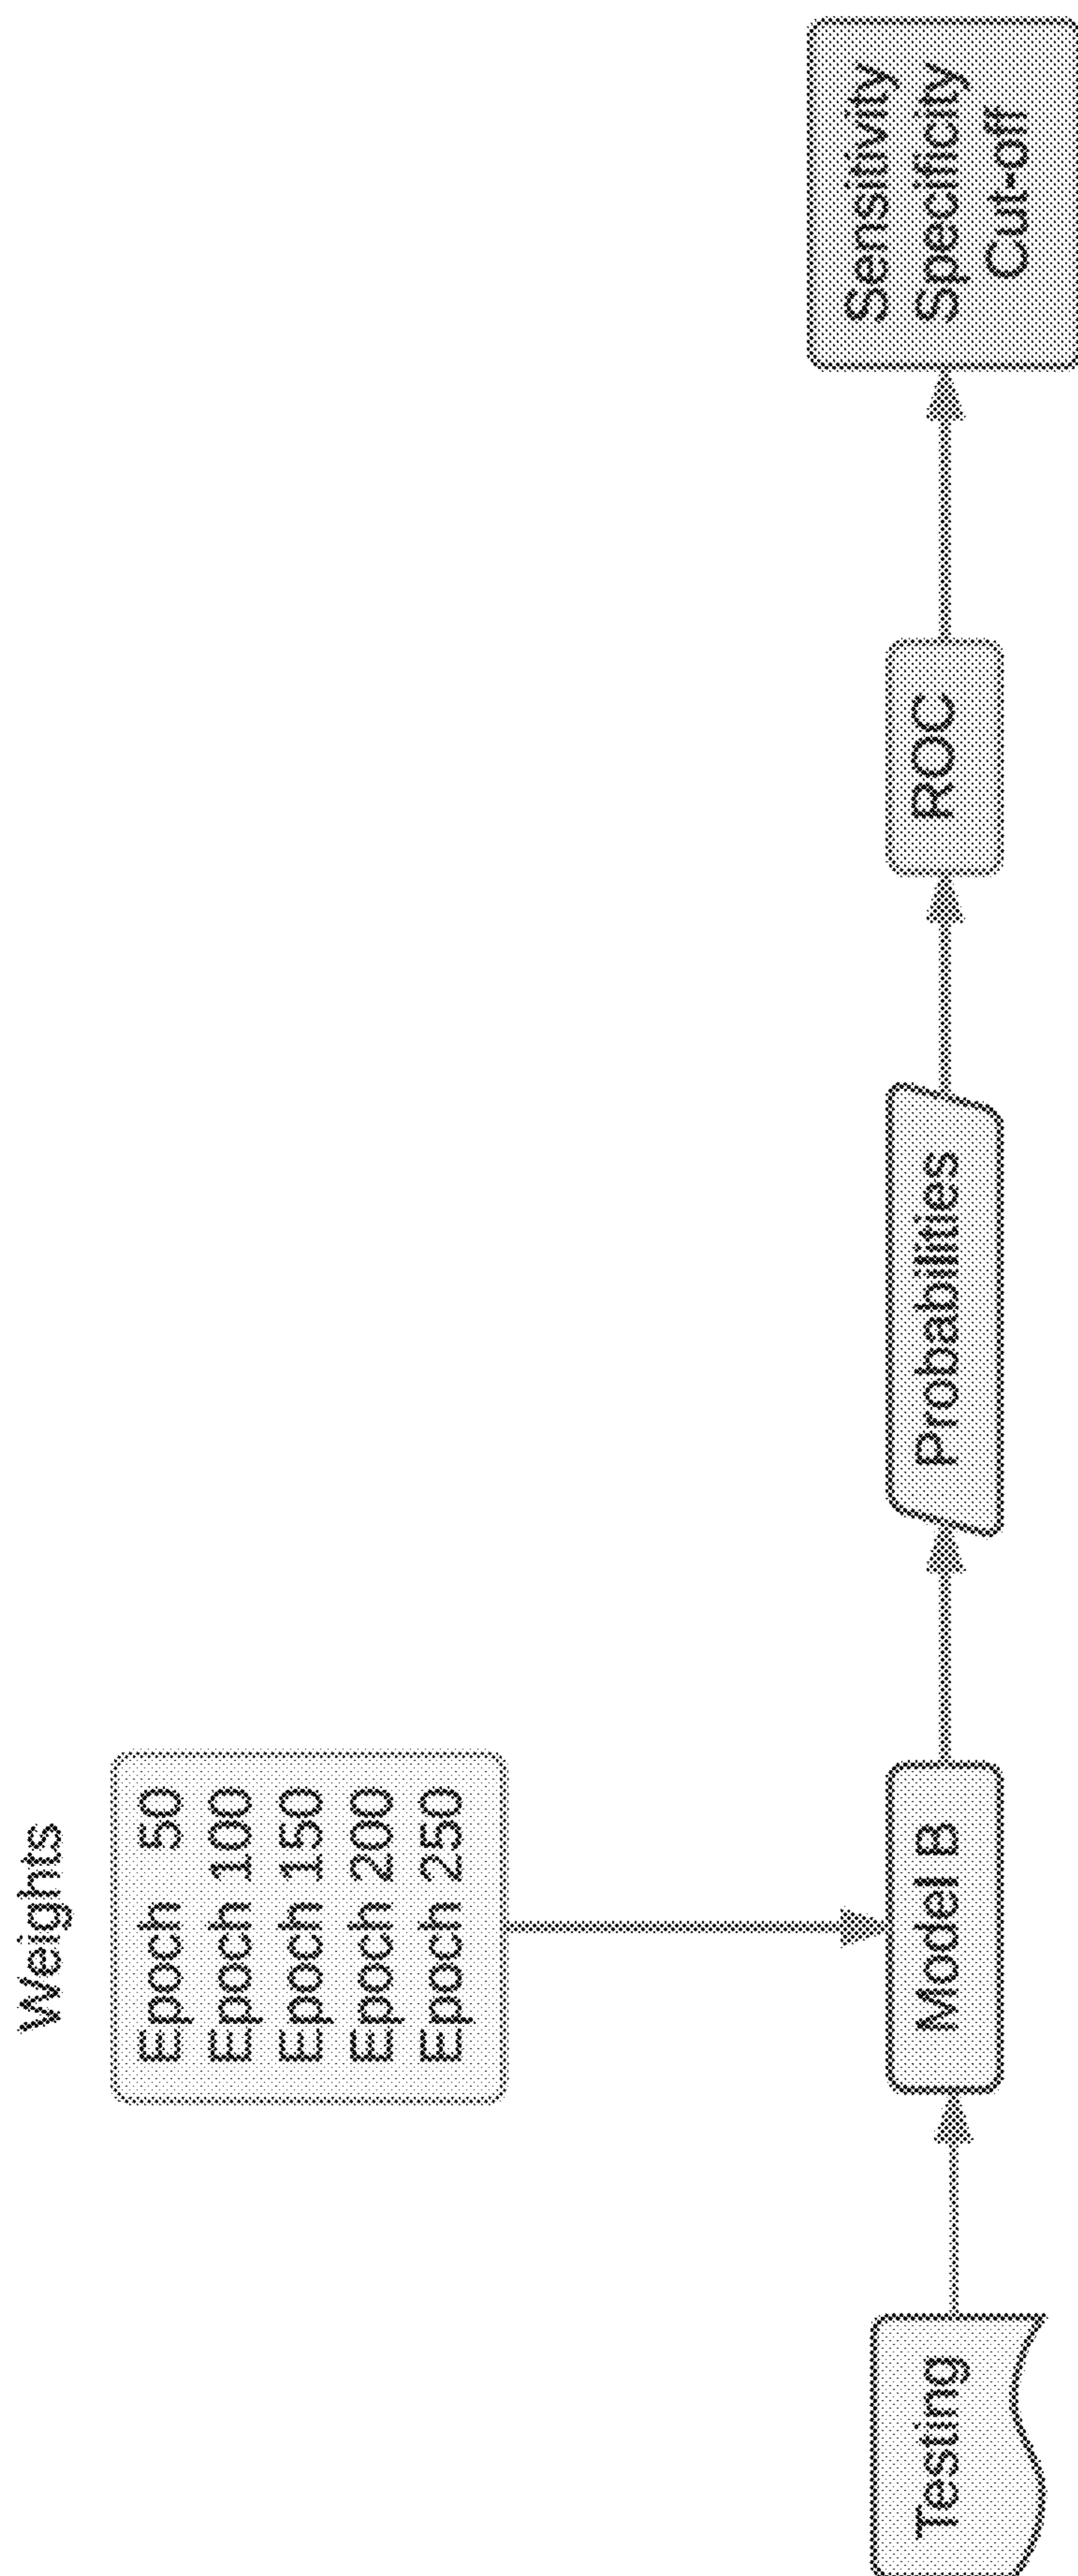 Weights
Epoch 50
Epoch 100
Epoch 150
Epoch 200
Epoch 250
Testing
Model B
Probabilities
ROC
Sensitivity
Specificity
Cut-off